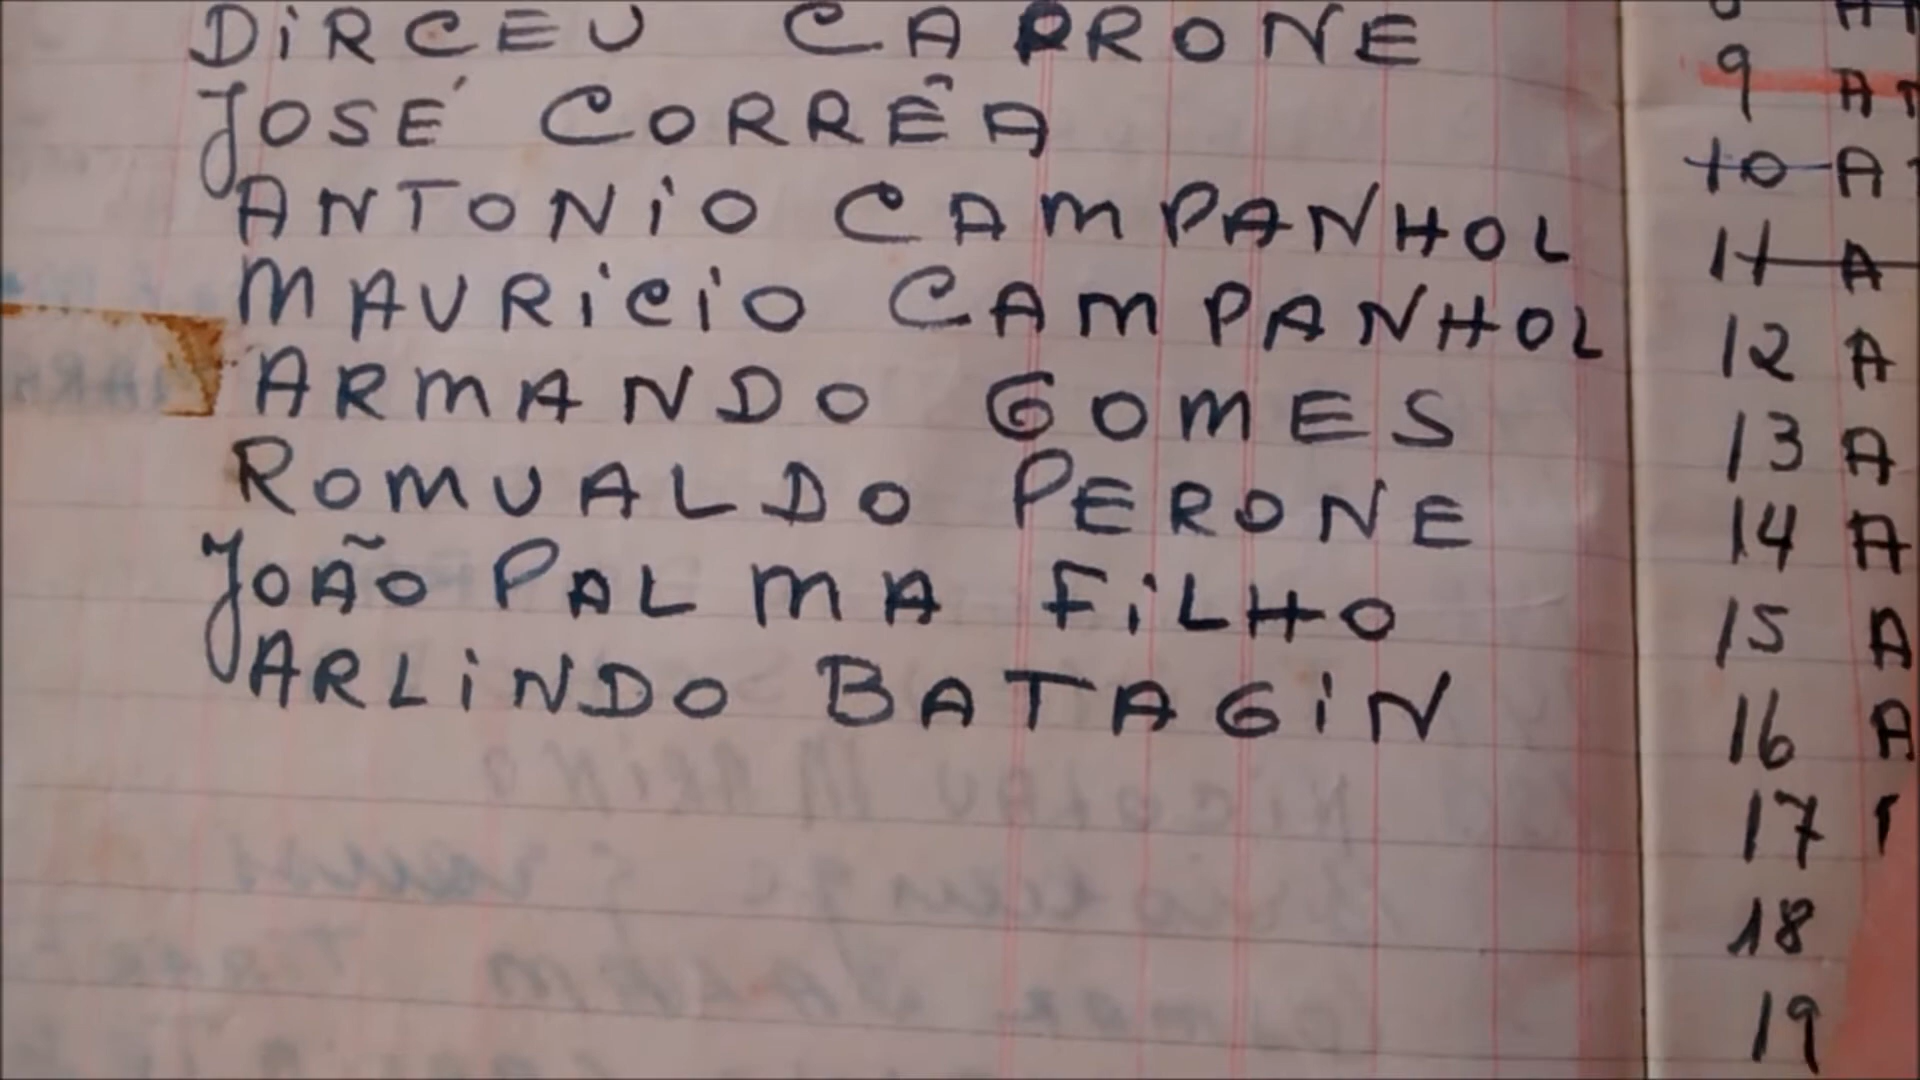 DiRCEU CAPRONE
JOSÉ CORRÊA
ANTONiO CAMPANHOL
MAURiCiO CAMPANHOL
ARMANDO GOMES
ROMUALDO PERONE
JOÃO PALMA FiLHO
ARLiNDO BATAGiN
9 A
10 A
11 A
12 A
13 A
14 A
15 A
16 A
17
18
19